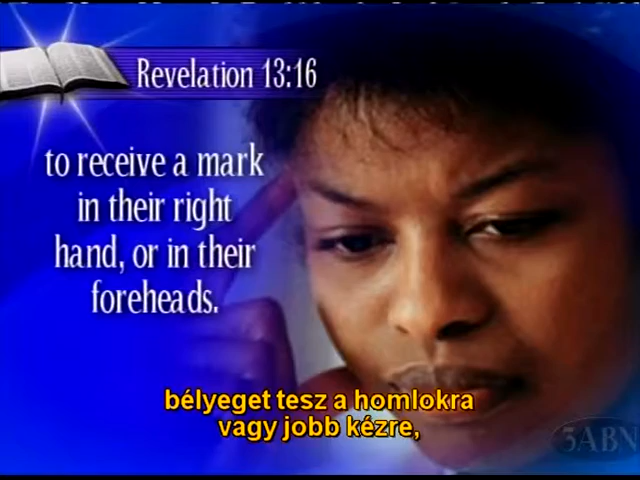 Revelation 13:16
to receive a mark
in their right
hand, or in their
foreheads.
bélyeget tesz a homlokra
vagy jobb kézre,
3ABN